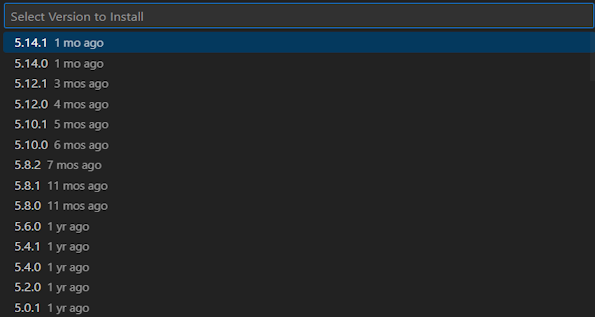 Select Version to Install
5.14.1 1 mo ago
5.14.0 1 mo ago
5.12.1 3 mos ago
5.12.0 4 mos ago
5.10.1 5 mos ago
5.10.0 6 mos ago
5.8.2 7 mos ago
5.8.1 11 mos ago
5.8.0 11 mos ago
5.6.0 1 yr ago
5.4.1 1 yr ago
5.4.0 1 yr ago
5.2.0 1 yr ago
5.0.1 1 yr ago